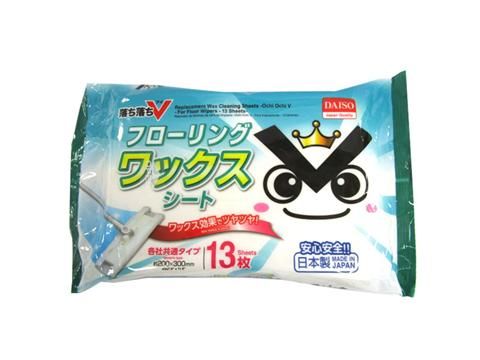 落ち落ちV
Replacement Wax Cleaning Sheets -Ochi Ochi V
- For Floor Wipers - 13 Sheets-
DAISO
Japan Quality
フローリング
ワックス
シート
ワックス効果でツヤツヤ!
各社共通タイプ
約200×300mm
13枚
Sheets
安心安全!!
日本製
MADE IN
JAPAN